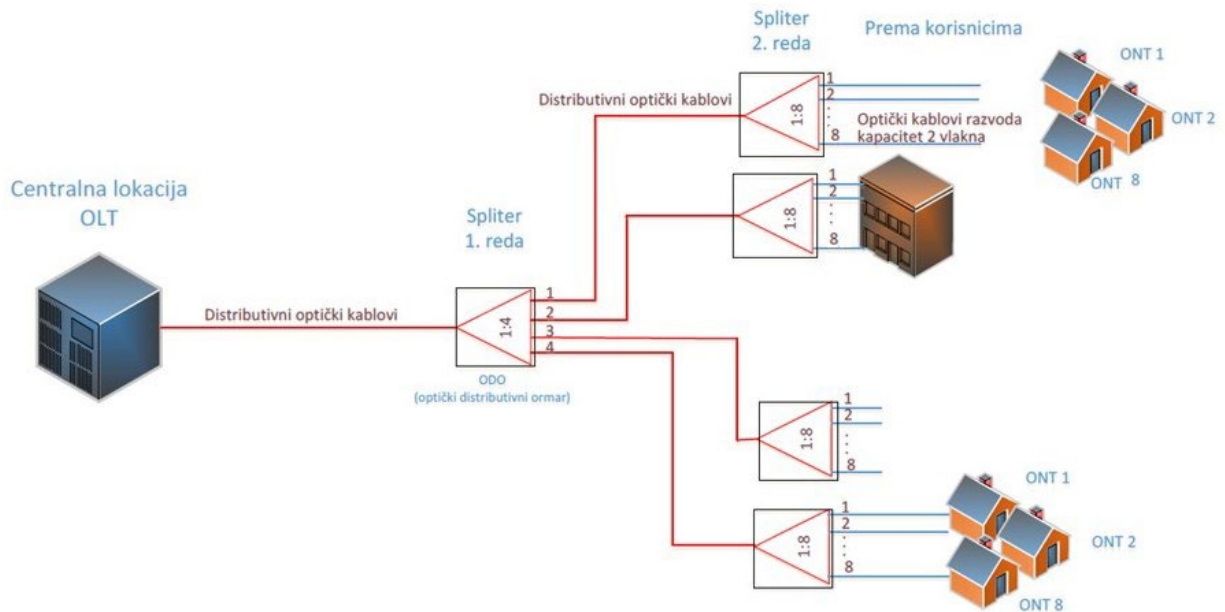 Centralna lokacija
OLT
Distributivni optički kablovi
Spliter
1. reda
1:4
1
2
3
4
ODO
(optički distributivni ormar)
Distributivni optički kablovi
Spliter
2. reda
Prema korisnicima
1:8
1
2
8
Optički kablovi razvoda
kapacitet 2 vlakna
ONT 1
ONT 2
ONT 8
1:8
1
2
8
1:8
1
2
8
1:8
1
2
8
ONT 1
ONT 2
ONT 8